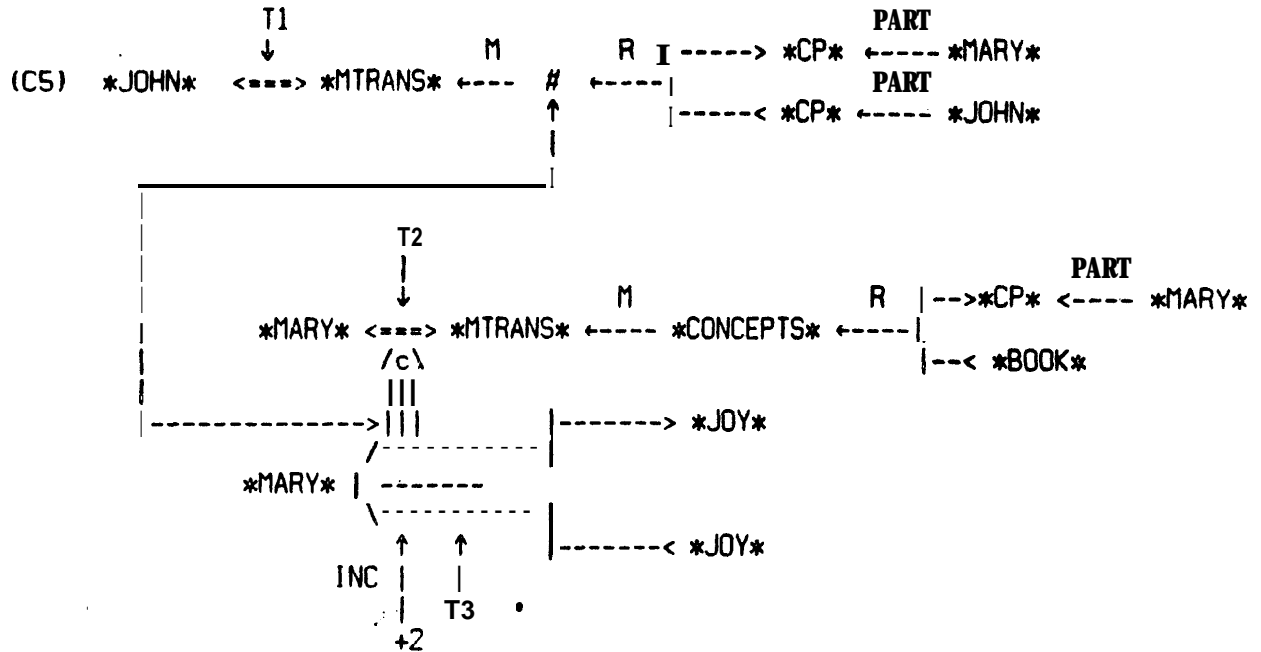 T1 PART
M R I -----> *CP* <----- *MARY*
(C5) *JOHN* <===> *MTRANS* <---- # <-----| PART
|-----< *CP* <----- *JOHN*
T2
PART
M R |-->*CP* <---- *MARY*
*MARY* <===> *MTRANS* <----- *CONCEPTS* <-----|
/c\ |--< *BOOK*
|||
|--------------->||| |-------> *JOY*
/-----------
*MARY* | -------
\-----------
|-------< *JOY*
INC
T3
+2